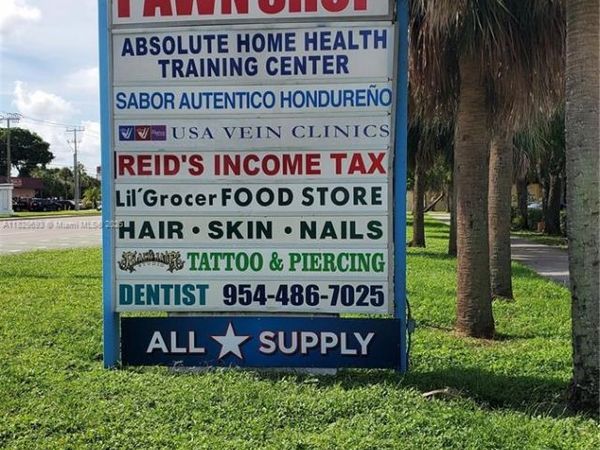 PAWN SHOP
ABSOLUTE HOME HEALTH
TRAINING CENTER
SABOR AUTENTICO HONDUREÑO
USA VEIN CLINICS
REID'S INCOME TAX
Lil'Grocer FOOD STORE
HAIR • SKIN • NAILS
STUDIO TATTOO & PIERCING
DENTIST 954-486-7025
ALL ★ SUPPLY